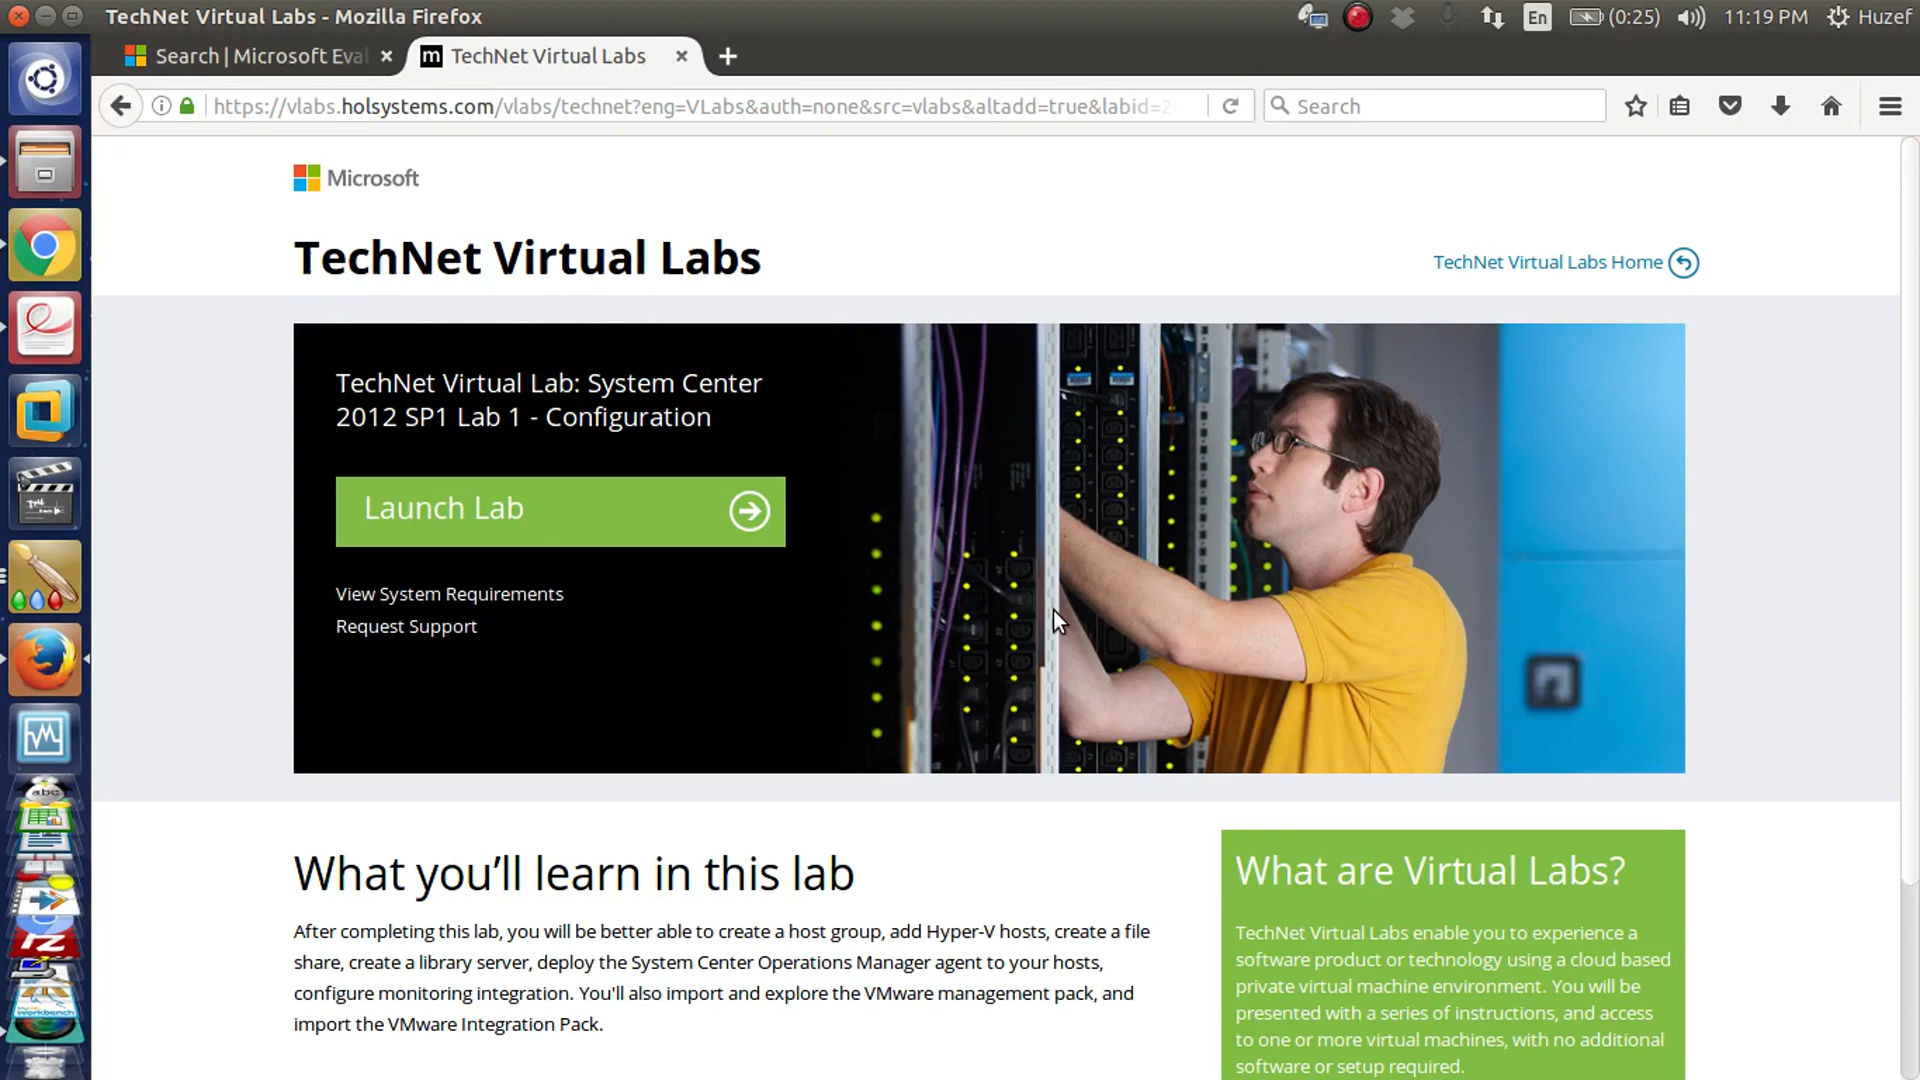 TechNet Virtual Labs - Mozilla Firefox
En
(0:25)
11:19 PM
Huzef
Search | Microsoft Eval
TechNet Virtual Labs
https://vlabs.holsystems.com/vlabs/technet?eng=VLabs&auth=none&src=vlabs&altadd=true&labid=2
Search
Microsoft
TechNet Virtual Labs
TechNet Virtual Labs Home
TechNet Virtual Lab: System Center
2012 SP1 Lab 1 - Configuration
Launch Lab
View System Requirements
Request Support
What you’ll learn in this lab
After completing this lab, you will be better able to create a host group, add Hyper-V hosts, create a file
share, create a library server, deploy the System Center Operations Manager agent to your hosts,
configure monitoring integration. You'll also import and explore the VMware management pack, and
import the VMware Integration Pack.
What are Virtual Labs?
TechNet Virtual Labs enable you to experience a
software product or technology using a cloud based
private virtual machine environment. You will be
presented with a series of instructions, and access
to one or more virtual machines, with no additional
software or setup required.
abc